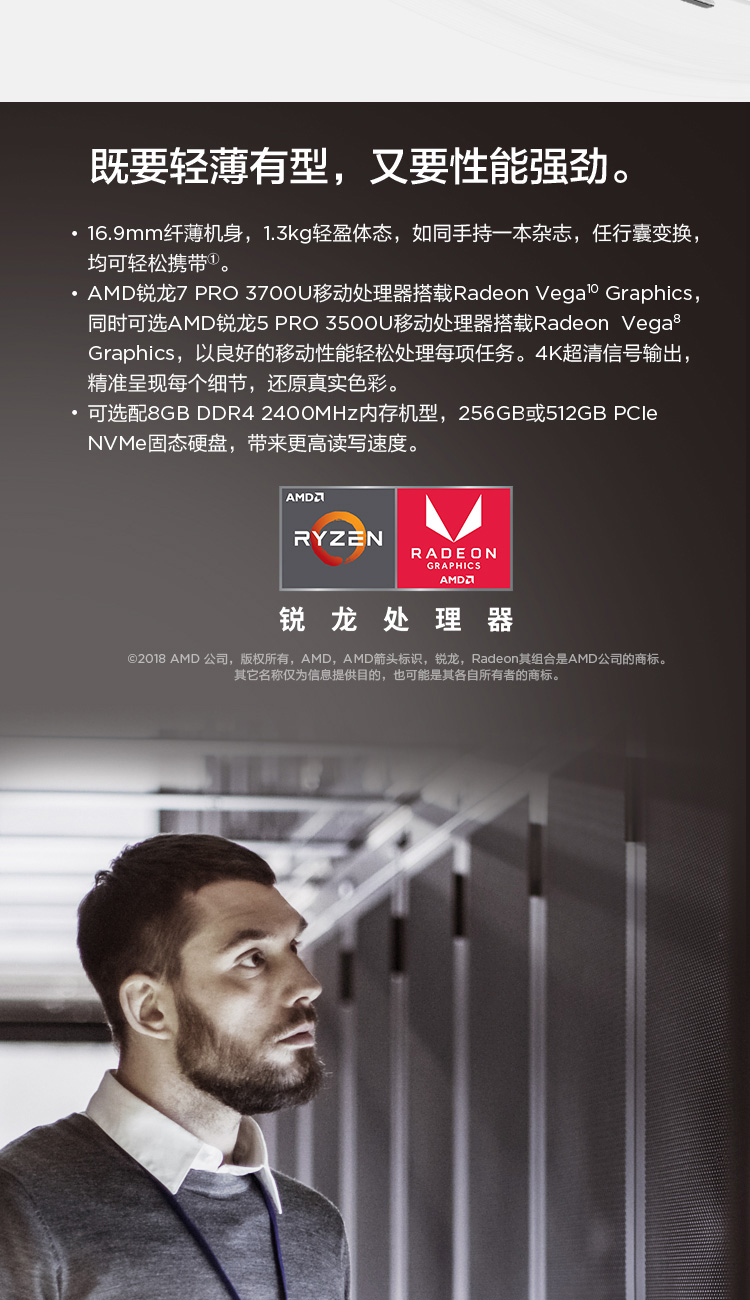 既要轻薄有型，又要性能强劲。
• 16.9mm纤薄机身，1.3kg轻盈体态，如同手持一本杂志，任行囊变换，
均可轻松携带①。
• AMD锐龙7 PRO 3700U移动处理器搭载Radeon Vega¹⁰ Graphics，
同时可选AMD锐龙5 PRO 3500U移动处理器搭载Radeon Vega⁸
Graphics，以良好的移动性能轻松处理每项任务。4K超清信号输出，
精准呈现每个细节，还原真实色彩。
• 可选配8GB DDR4 2400MHz内存机型，256GB或512GB PCIe
NVMe固态硬盘，带来更高读写速度。
AMD
RYZEN
RADEON
GRAPHICS
AMD
锐龙处理器
©2018 AMD 公司，版权所有，AMD，AMD箭头标识，锐龙，Radeon其组合是AMD公司的商标。
其它名称仅为信息提供目的，也可能是其各自所有者的商标。